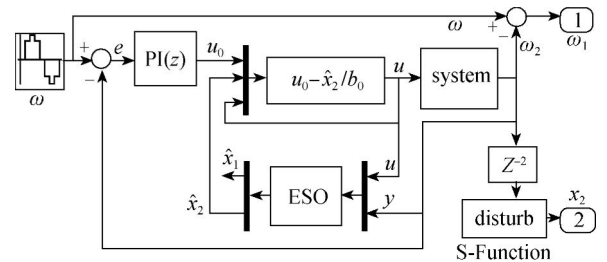 ω
+
−
e
PI(z)
u₀
u₀−x̂₂/b₀
u
system
ω
+
−
ω₂
1
ω₁
x̂₁
x̂₂
ESO
u
y
Z⁻²
disturb
S-Function
x₂
2